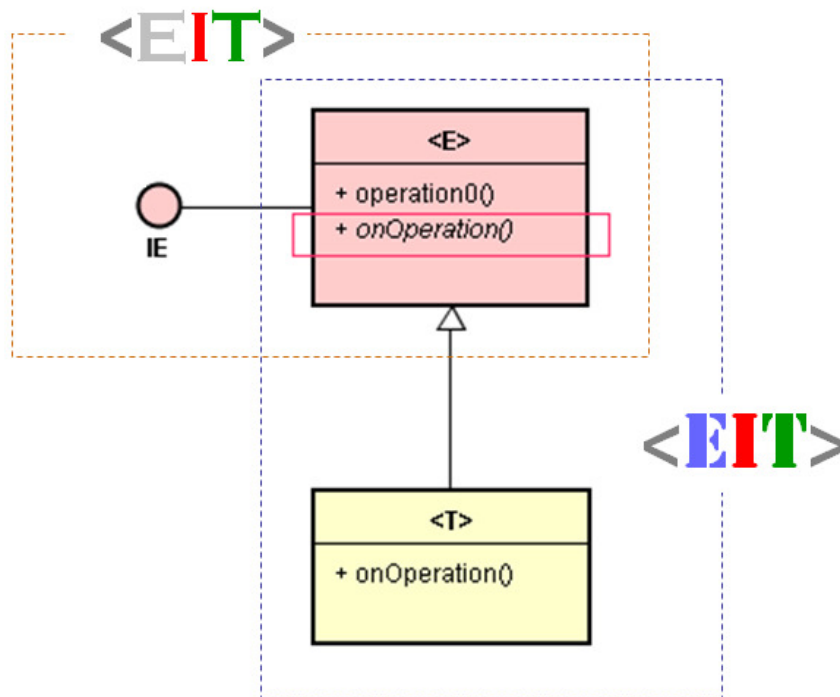 <EIT>
<E>
+ operation0()
+ onOperation()
IE
<EIT>
<T>
+ onOperation()